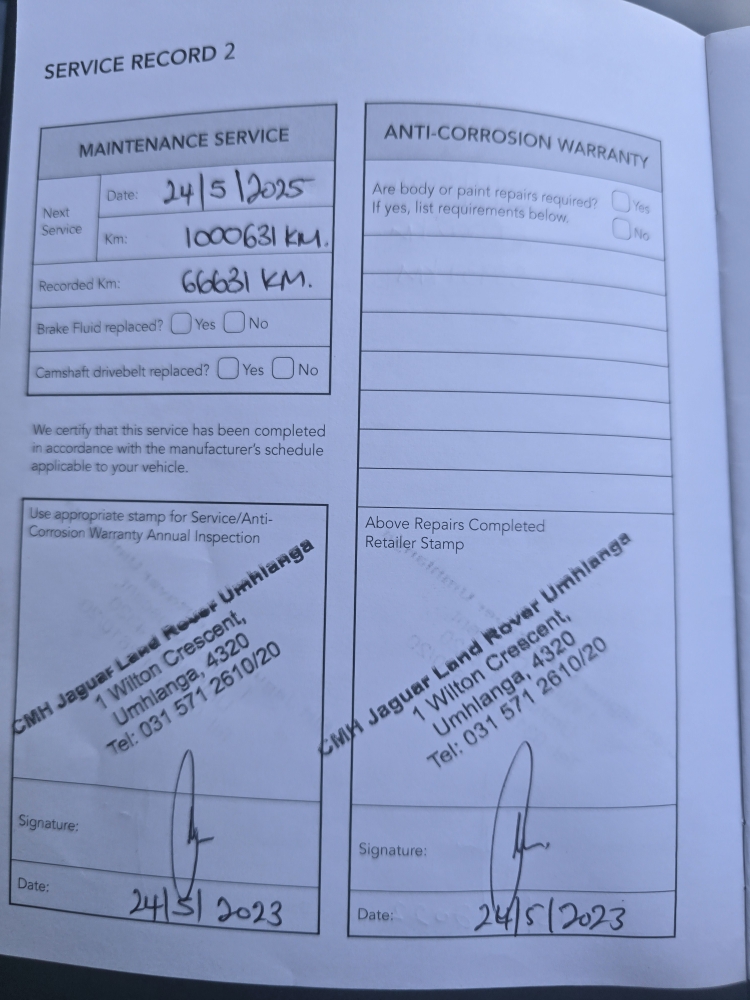 SERVICE RECORD 2
MAINTENANCE SERVICE
Next
Service
Date: 24/5/2025
Km: 1000631 KM.
Recorded Km: 66631 KM.
Brake Fluid replaced? Yes No
Camshaft drivebelt replaced? Yes No
We certify that this service has been completed
in accordance with the manufacturer's schedule
applicable to your vehicle.
Use appropriate stamp for Service/Anti-
Corrosion Warranty Annual Inspection
CMH Jaguar Land Rover Umhlanga
1 Wilton Crescent,
Umhlanga, 4320
Tel: 031 571 2610/20
Signature:
Date: 24/5/2023
ANTI-CORROSION WARRANTY
Are body or paint repairs required? Yes
If yes, list requirements below. No
Above Repairs Completed
Retailer Stamp
CMH Jaguar Land Rover Umhlanga
1 Wilton Crescent,
Umhlanga, 4320
Tel: 031 571 2610/20
Signature:
Date: 24/5/2023